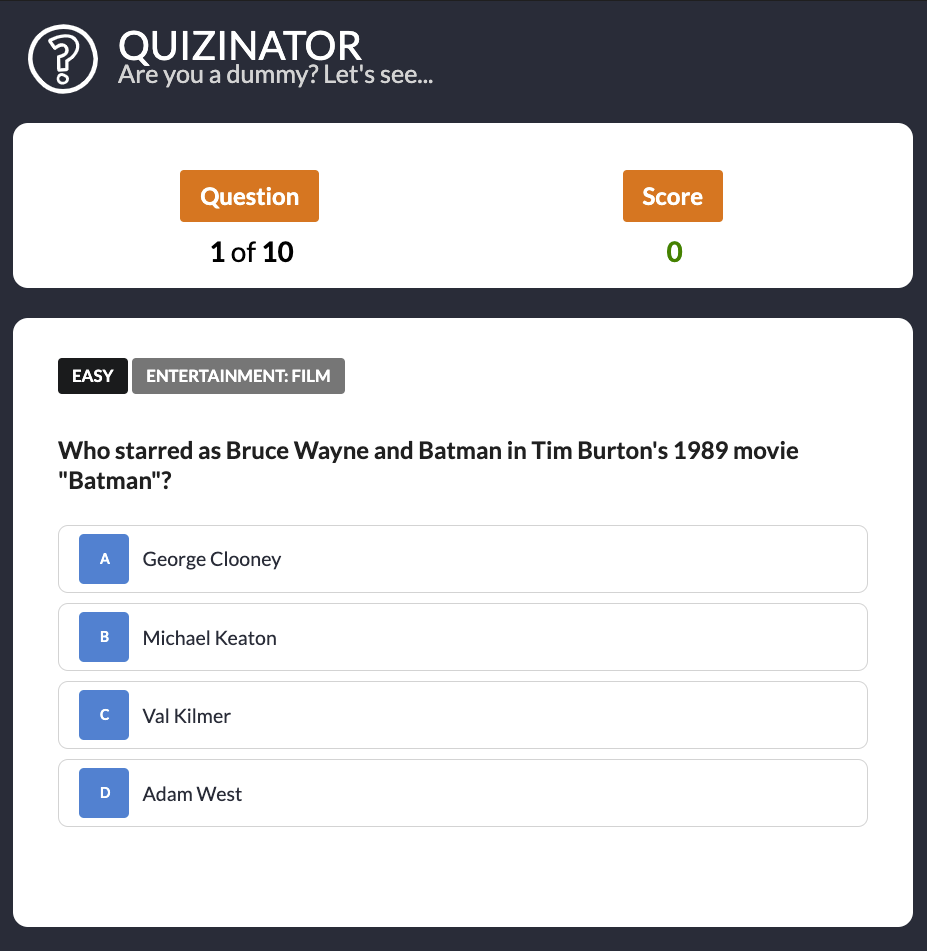 QUIZINATOR
Are you a dummy? Let's see...
Question
Score
1 of 10
0
EASY
ENTERTAINMENT: FILM
Who starred as Bruce Wayne and Batman in Tim Burton's 1989 movie
"Batman"?
A George Clooney
B Michael Keaton
C Val Kilmer
D Adam West